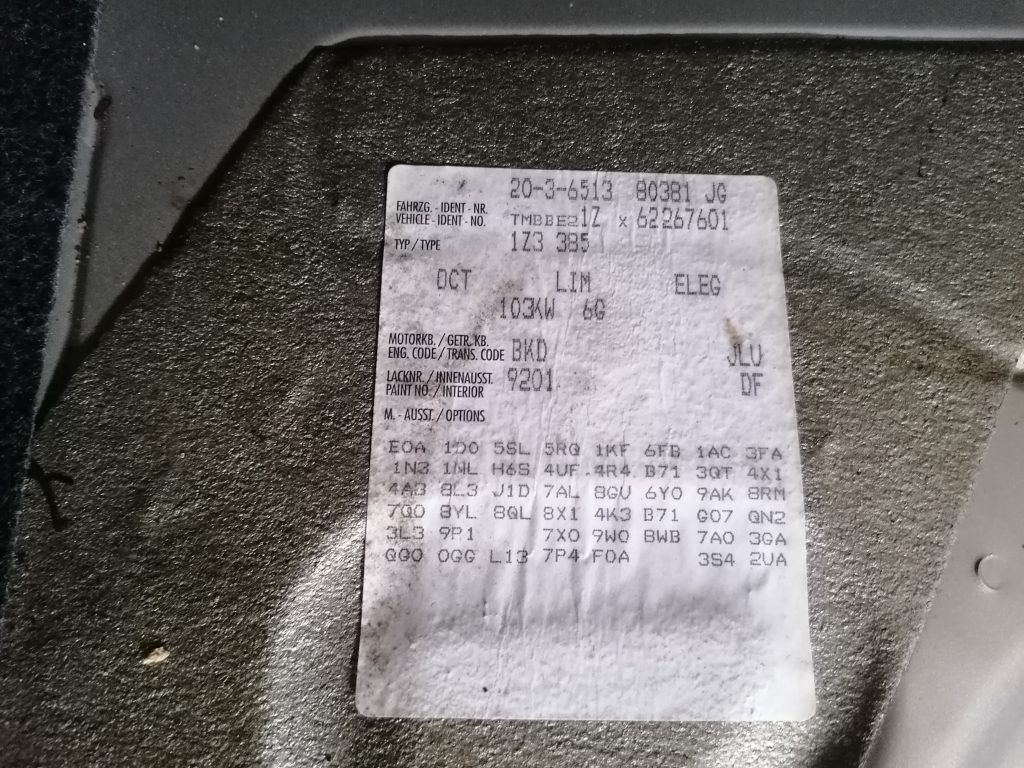 20-3-6513 80381 JG
FAHRZG. - IDENT - NR.
VEHICLE - IDENT - NO. TMBBE21Z x 62267601
TYP / TYPE 1Z3 3B5
OCT LIM ELEG
103KW 6G
MOTORKB. / GETR. KB.
ENG. CODE / TRANS. CODE BKD JLU
LACKNR. / INNENAUSST.
PAINT NO. / INTERIOR 9201 DF
M. - AUSST. / OPTIONS
E0A 1D0 5SL 5RQ 1KF 6FB 1AC 3FA
1N3 1NL H6S 4UF 4R4 B71 3QT 4X1
4A3 8L3 J1D 7AL 8GU 6Y0 9AK 8RM
7Q0 8YL 8QL 8X1 4K3 B71 G07 QN2
3L3 9P1 7X0 9W0 8WB 7A0 3GA
QG0 0GG L13 7P4 F0A 3S4 2UA